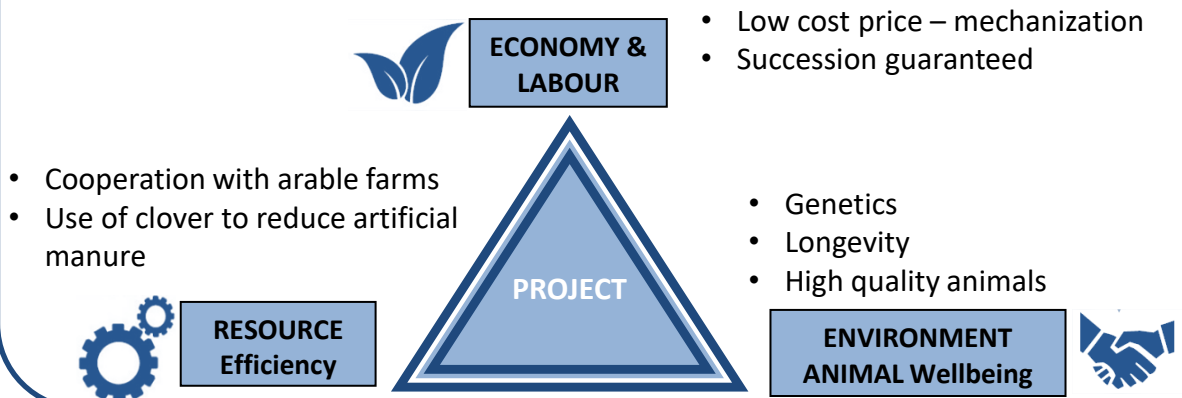 ECONOMY &
LABOUR
• Low cost price – mechanization
• Succession guaranteed
• Cooperation with arable farms
• Use of clover to reduce artificial
manure
• Genetics
• Longevity
• High quality animals
PROJECT
RESOURCE
Efficiency
ENVIRONMENT
ANIMAL Wellbeing